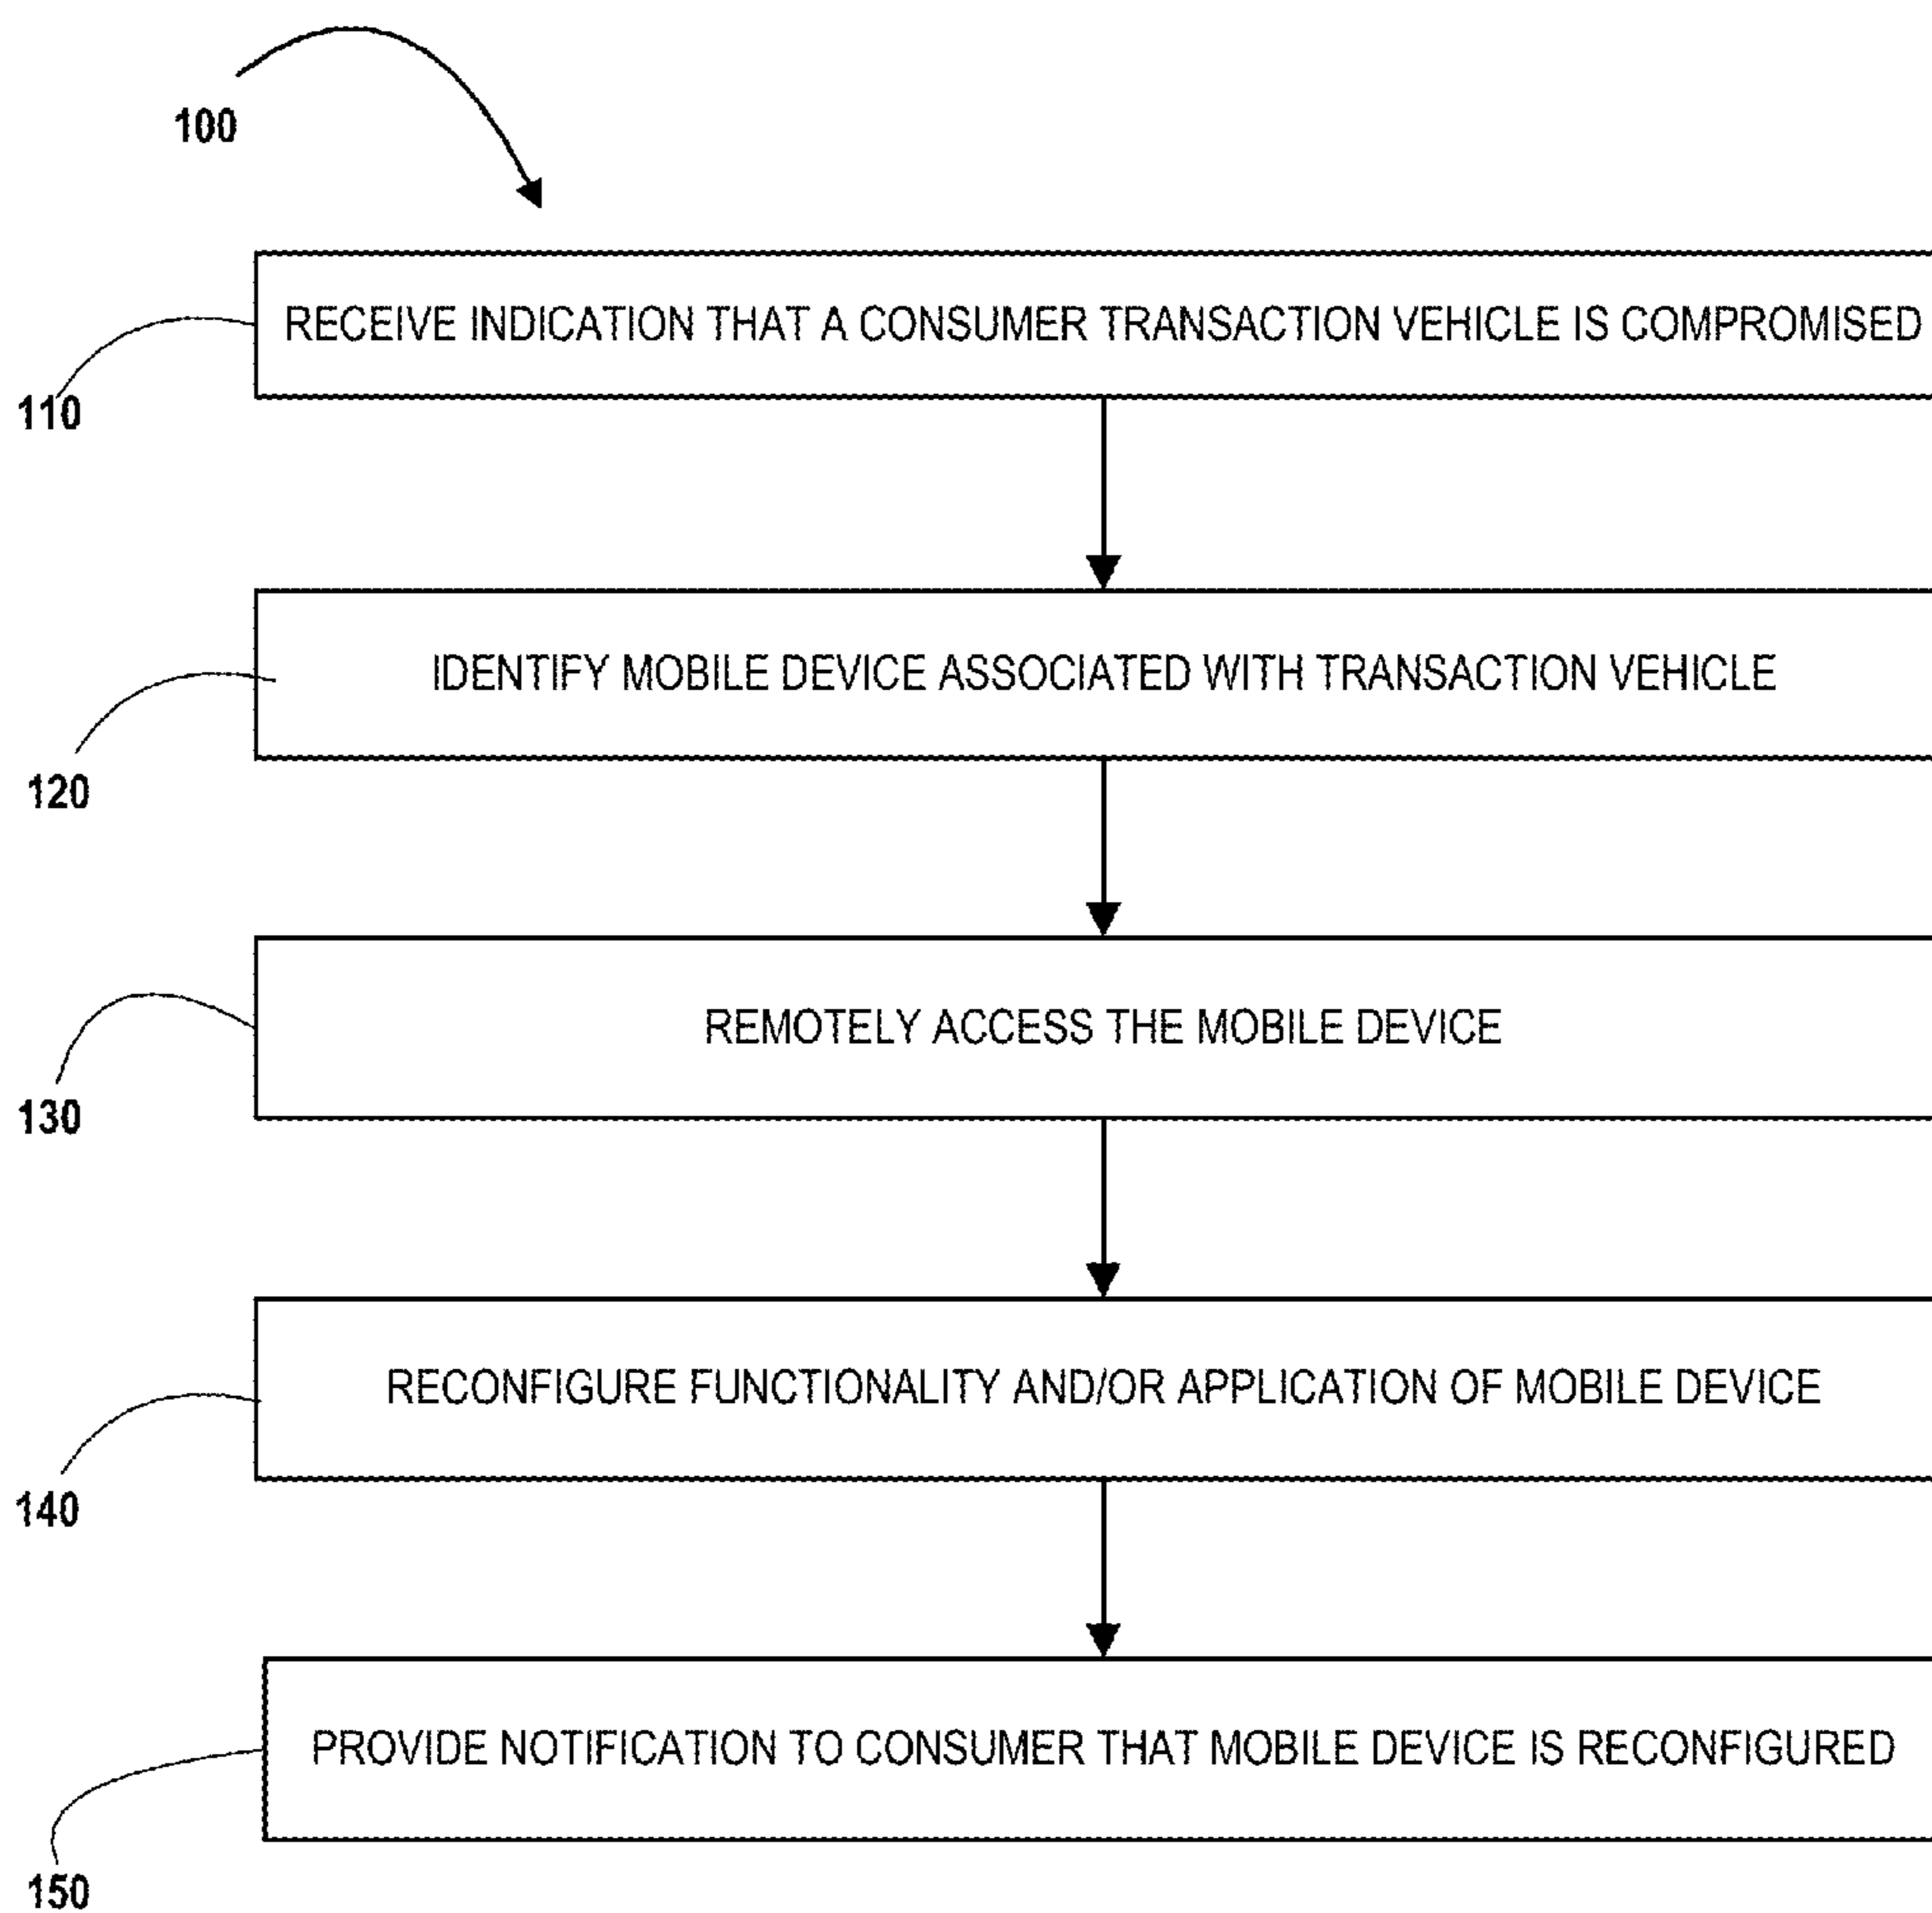 100
RECEIVE INDICATION THAT A CONSUMER TRANSACTION VEHICLE IS COMPROMISED
110
IDENTIFY MOBILE DEVICE ASSOCIATED WITH TRANSACTION VEHICLE
120
REMOTELY ACCESS THE MOBILE DEVICE
130
RECONFIGURE FUNCTIONALITY AND/OR APPLICATION OF MOBILE DEVICE
140
PROVIDE NOTIFICATION TO CONSUMER THAT MOBILE DEVICE IS RECONFIGURED
150